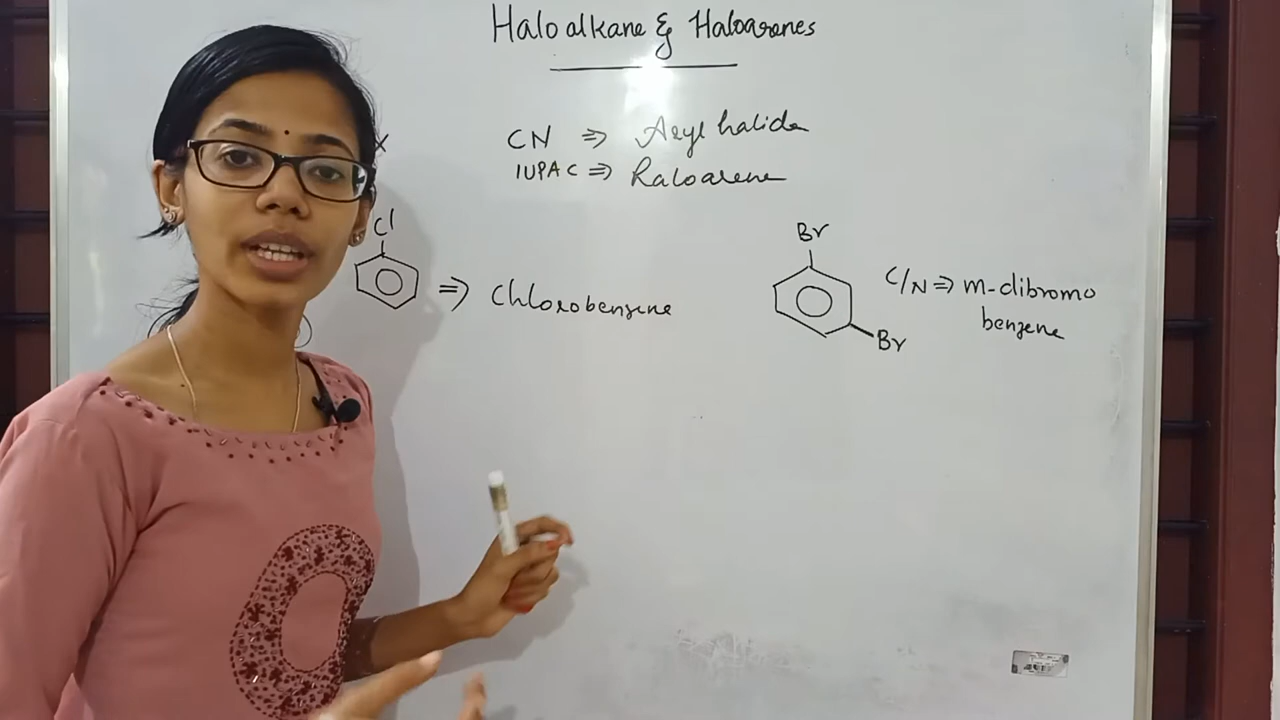 Haloalkane & Haloarenes
X
CN ⇒ Aryl halide
IUPAC ⇒ Haloarene
Cl
⇒ Chlorobenzene
Br
C/N ⇒ m-dibromo
benzene
Br